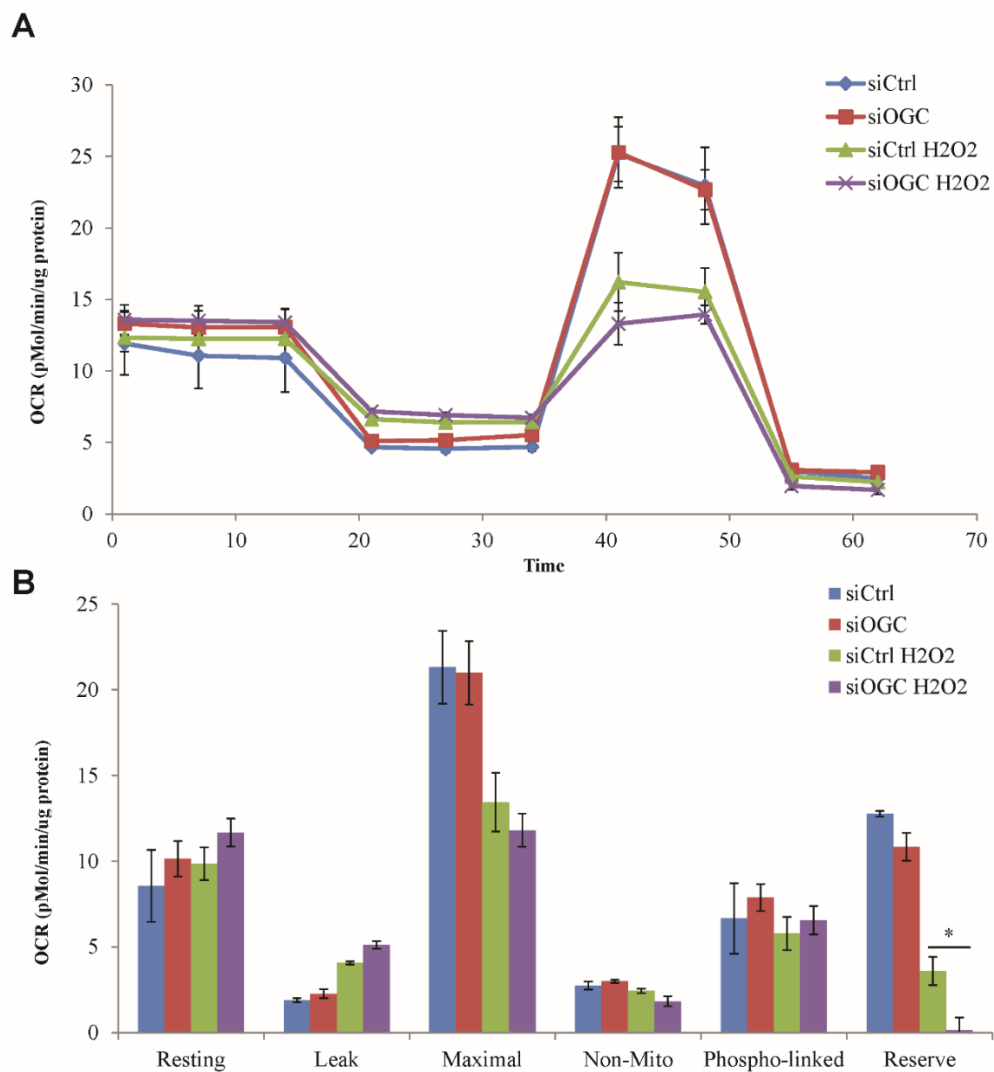 A
OCR (pMol/min/ug protein)
30
25
20
15
10
5
0
0 10 20 30 40 50 60 70
Time
siCtrl
siOGC
siCtrl H2O2
siOGC H2O2
B
OCR (pMol/min/ug protein)
25
20
15
10
5
0
siCtrl
siOGC
siCtrl H2O2
siOGC H2O2
*
Resting Leak Maximal Non-Mito Phospho-linked Reserve